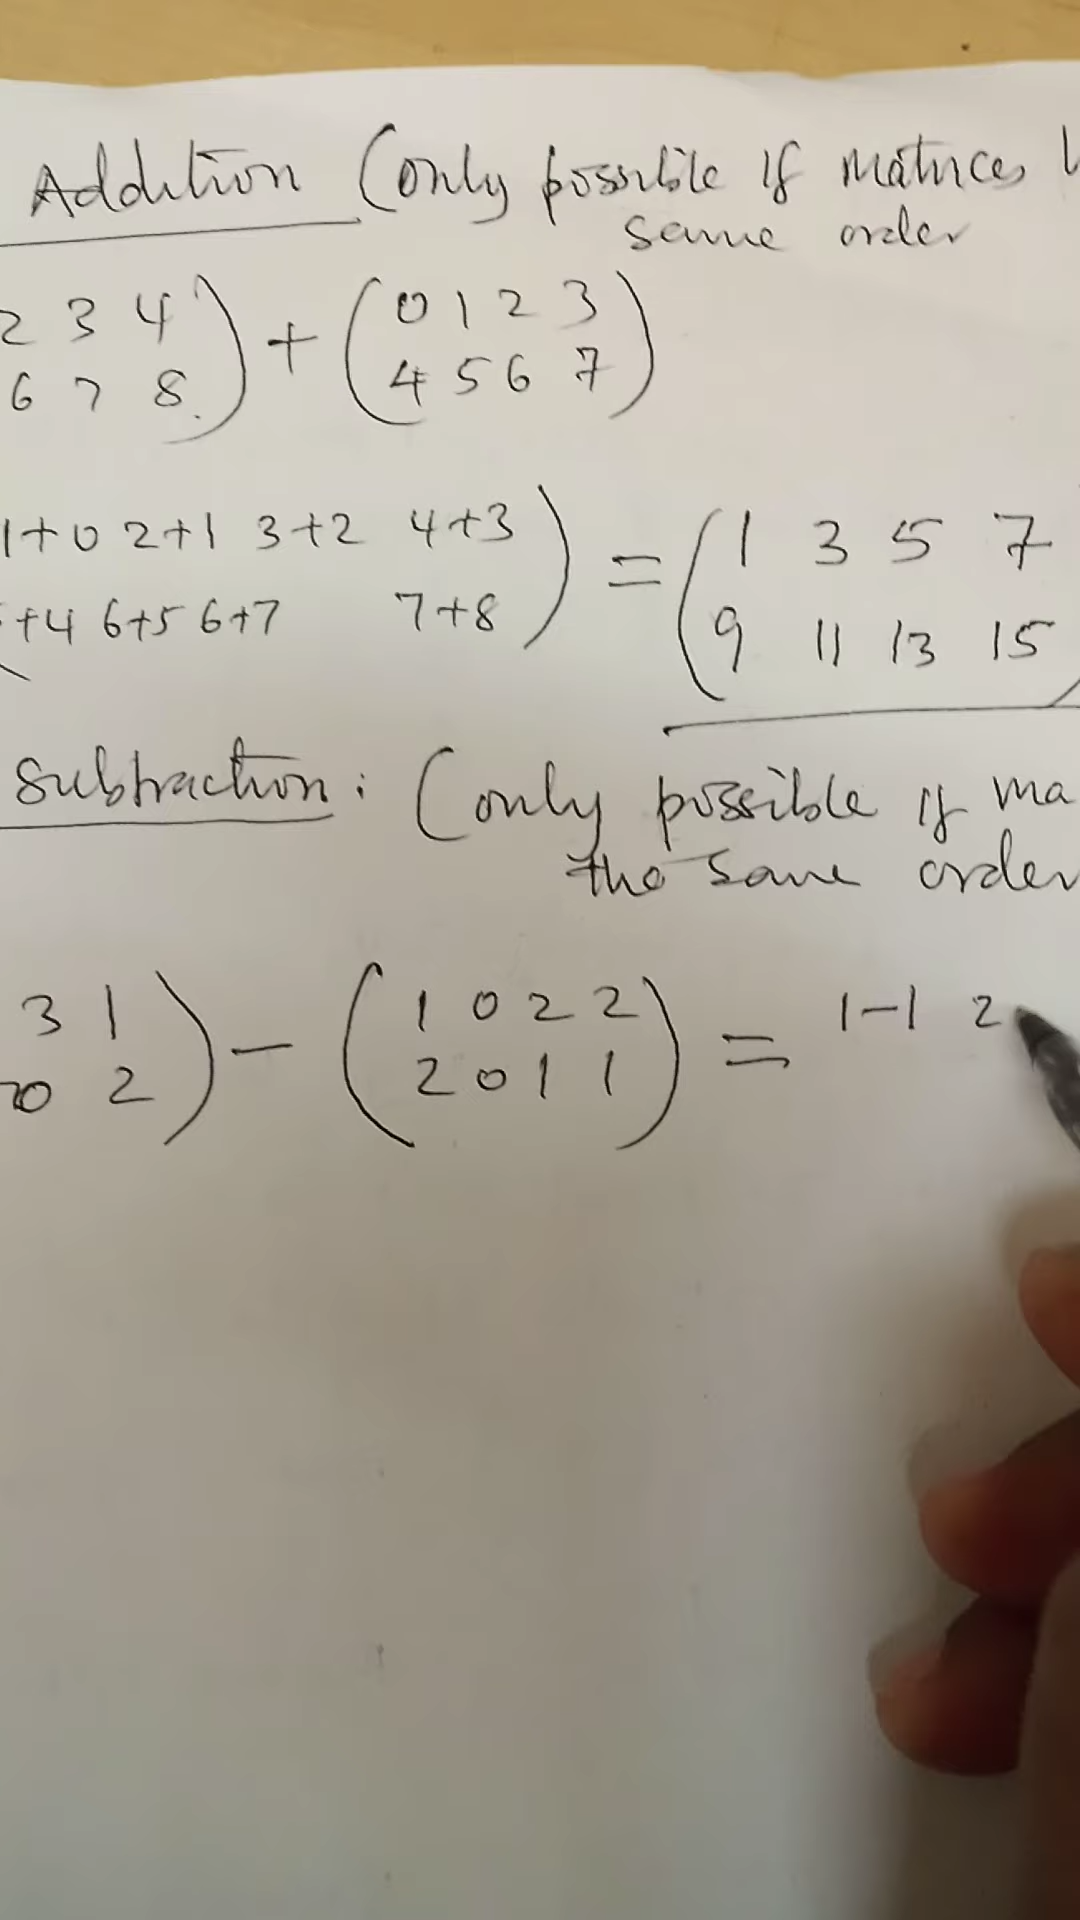 Addition (only possible if matrices
same order
2 3 4 ) + ( 0 1 2 3 )
6 7 8 4 5 6 7
1+0 2+1 3+2 4+3 ) = ( 1 3 5 7
+4 6+5 6+7 7+8 9 11 13 15
Subtraction: (only possible if ma
the same order
3 1 ) - ( 1 0 2 2 ) = 1-1 2
0 2 2 0 1 1